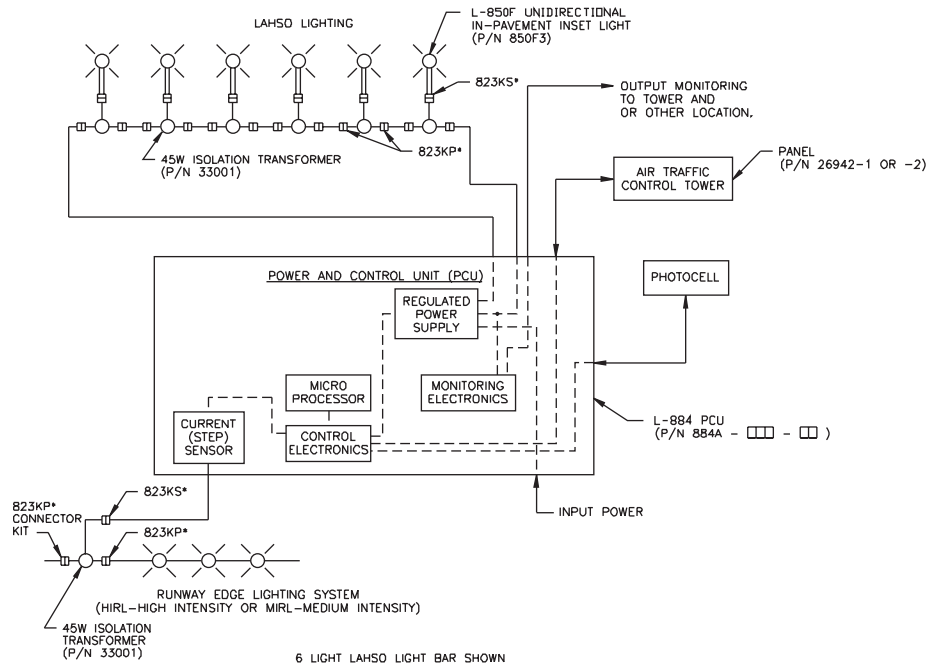 LAHSO LIGHTING
L-850F UNIDIRECTIONAL
IN-PAVEMENT INSET LIGHT
(P/N 850F3)
823KS*
OUTPUT MONITORING
TO TOWER AND
OR OTHER LOCATION.
45W ISOLATION TRANSFORMER
(P/N 33001)
823KP*
PANEL
(P/N 26942-1 OR -2)
AIR TRAFFIC
CONTROL TOWER
POWER AND CONTROL UNIT (PCU)
PHOTOCELL
REGULATED
POWER
SUPPLY
MICRO
PROCESSOR
MONITORING
ELECTRONICS
CURRENT
(STEP)
SENSOR
CONTROL
ELECTRONICS
L-884 PCU
(P/N 884A - □□□ - □□ )
823KS*
823KP*
CONNECTOR
KIT
823KP*
INPUT POWER
RUNWAY EDGE LIGHTING SYSTEM
(HIRL-HIGH INTENSITY OR MIRL-MEDIUM INTENSITY)
45W ISOLATION
TRANSFORMER
(P/N 33001)
6 LIGHT LAHSO LIGHT BAR SHOWN